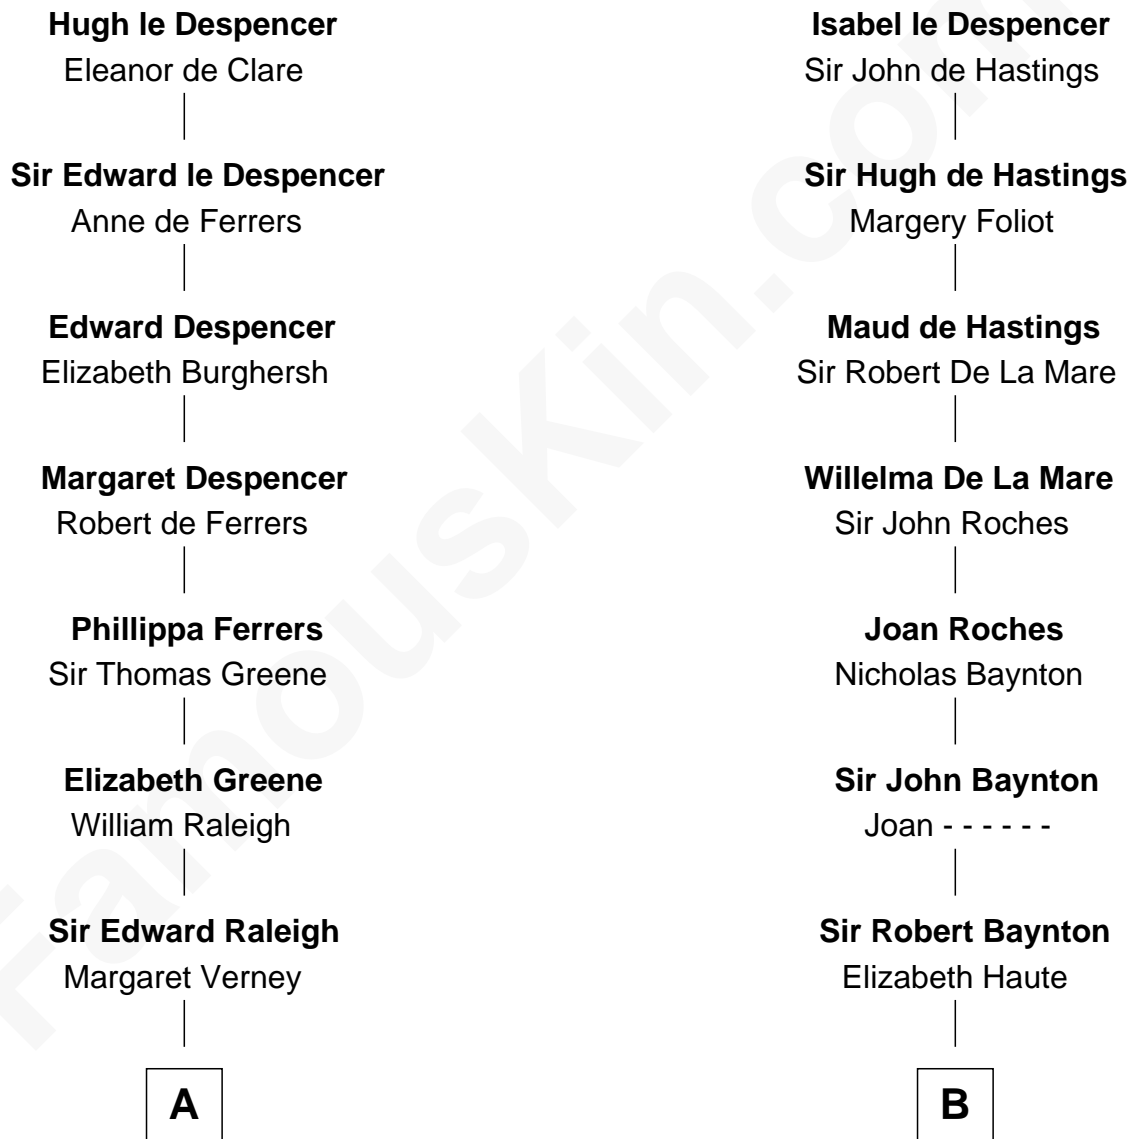 Hugh le Despencer
Eleanor de Clare
Sir Edward le Despencer
Anne de Ferrers
Edward Despencer
Elizabeth Burghersh
Margaret Despencer
Robert de Ferrers
Phillippa Ferrers
Sir Thomas Greene
Elizabeth Greene
William Raleigh
Sir Edward Raleigh
Margaret Verney
A
Isabel le Despencer
Sir John de Hastings
Sir Hugh de Hastings
Margery Foliot
Maud de Hastings
Sir Robert De La Mare
Willelma De La Mare
Sir John Roches
Joan Roches
Nicholas Baynton
Sir John Baynton
Joan - - - - - -
Sir Robert Baynton
Elizabeth Haute
B
FamousKin.com